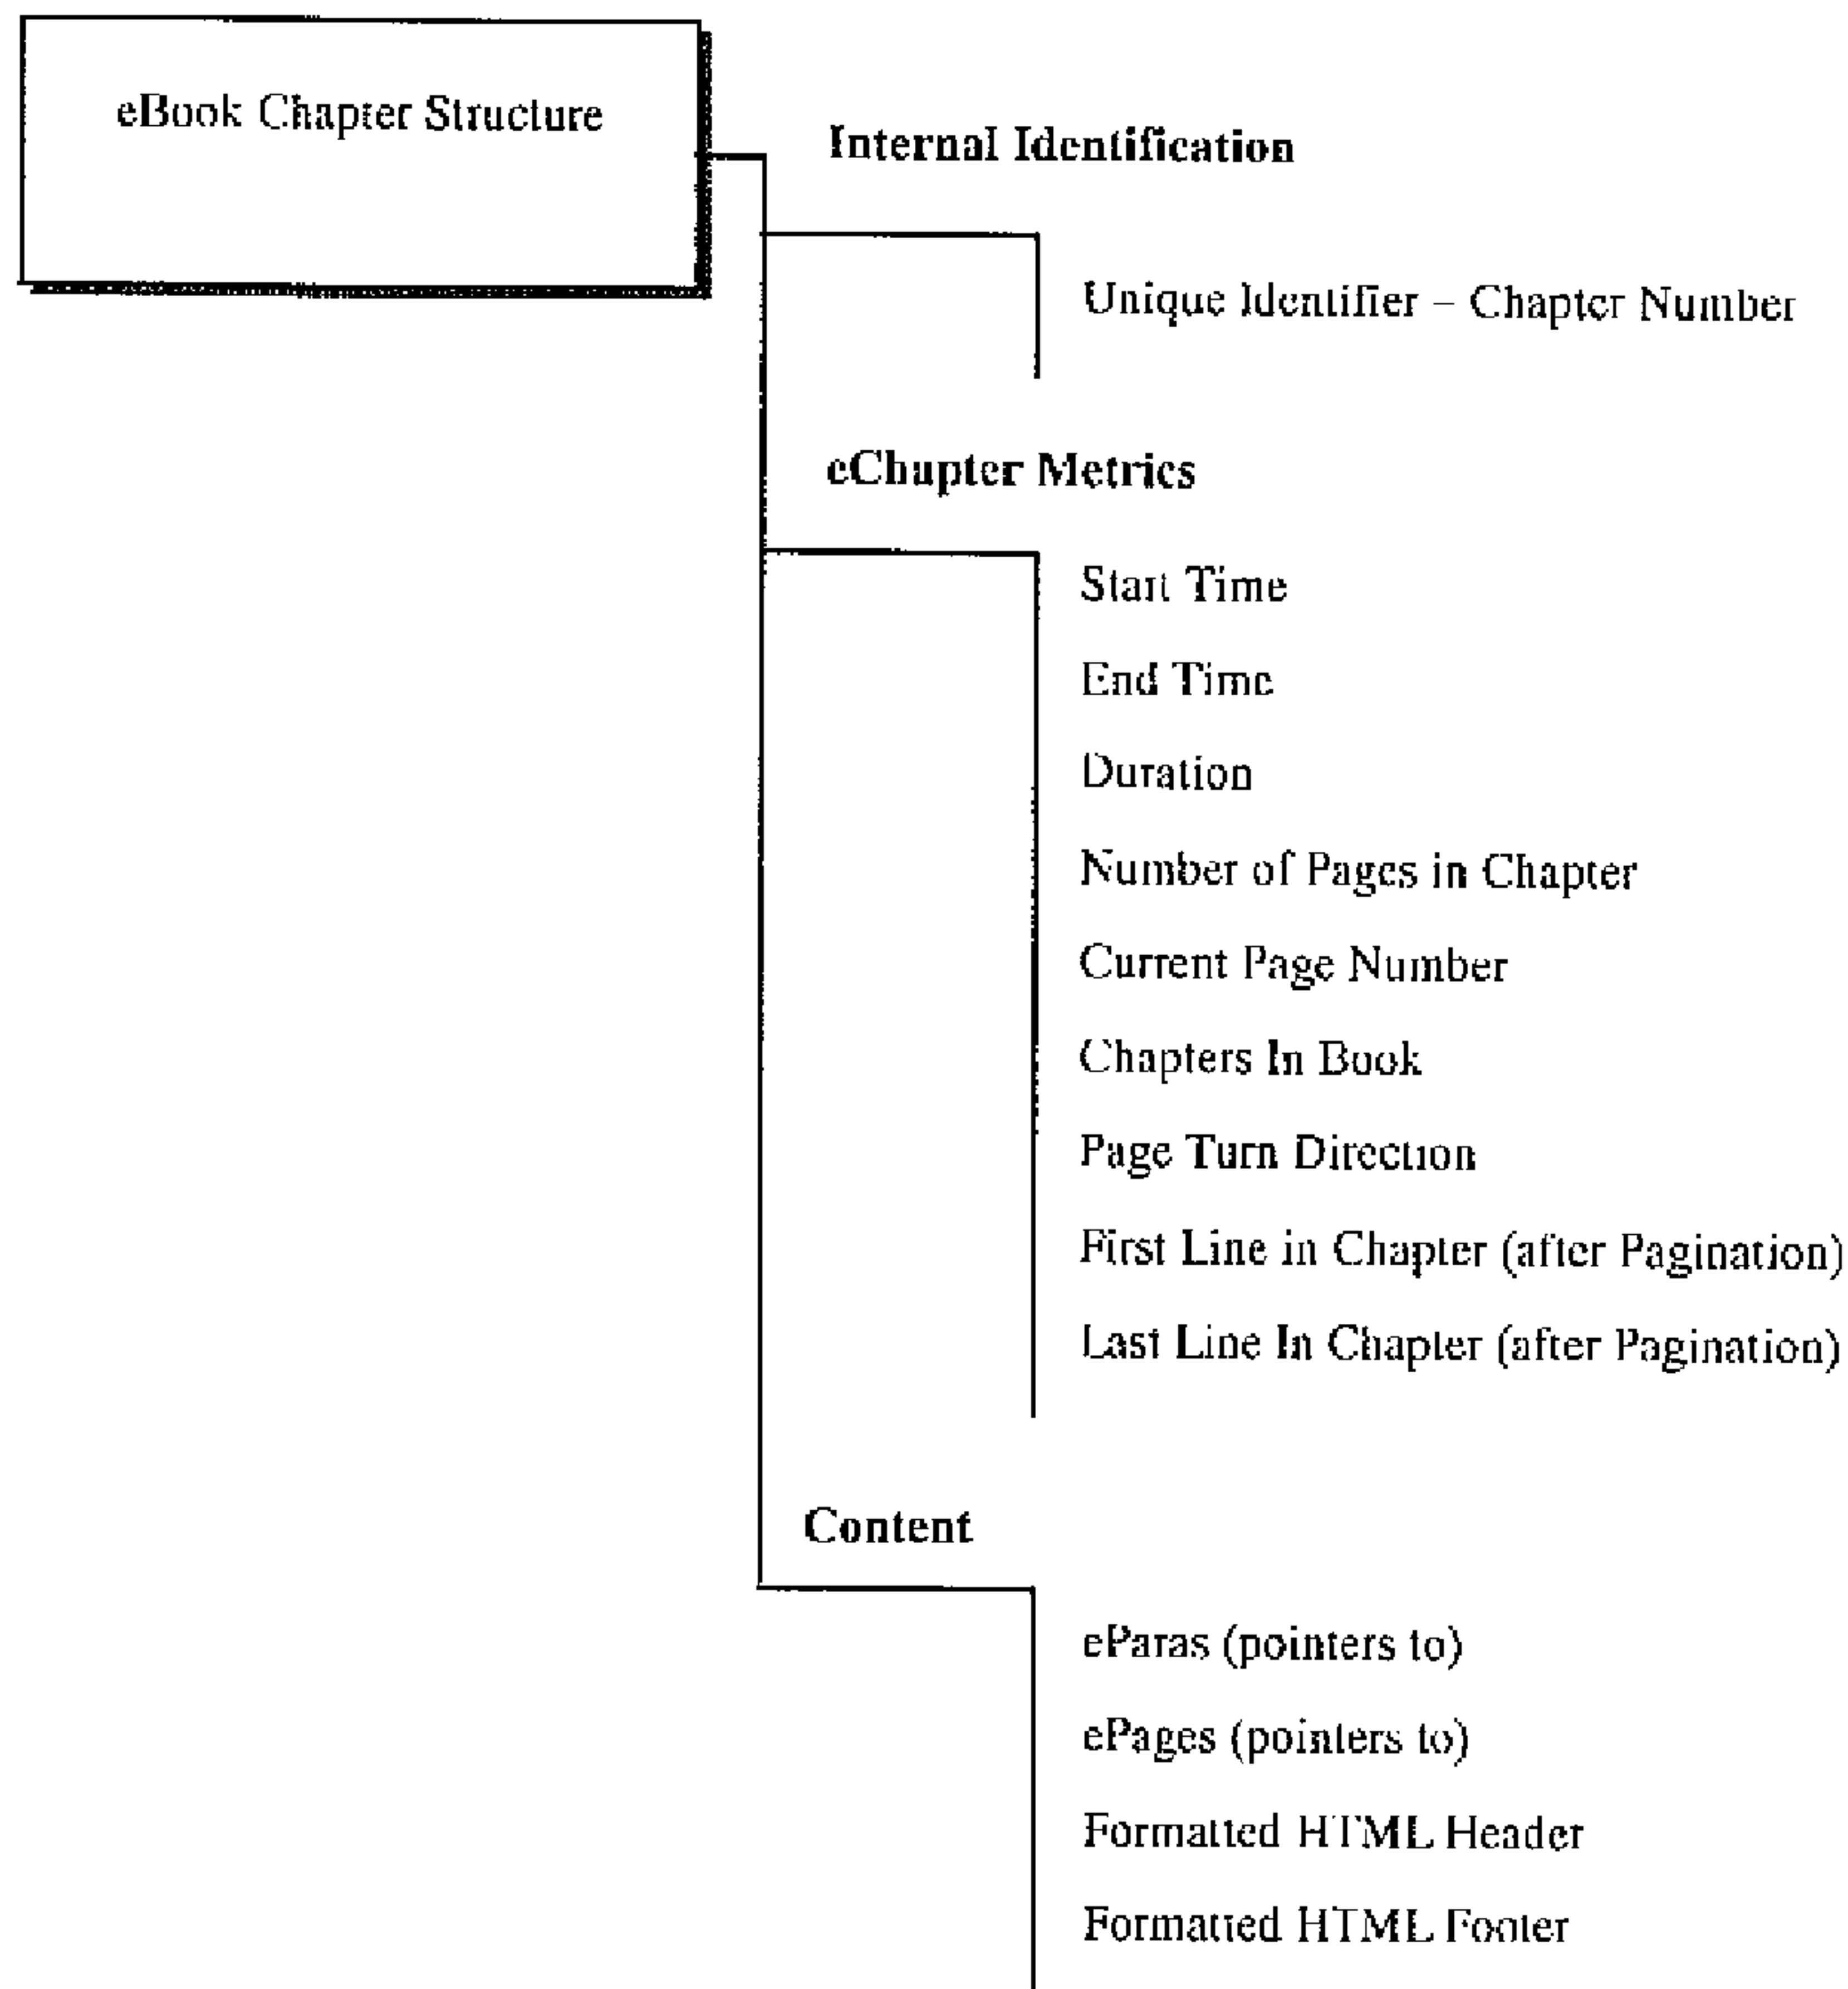 eBook Chapter Structure
Internal Identification
Unique Identifier – Chapter Number
eChapter Metrics
Start Time
End Time
Duration
Number of Pages in Chapter
Current Page Number
Chapters In Book
Page Turn Direction
First Line in Chapter (after Pagination)
Last Line In Chapter (after Pagination)
Content
eParas (pointers to)
ePages (pointers to)
Formatted HTML Header
Formatted HTML Footer